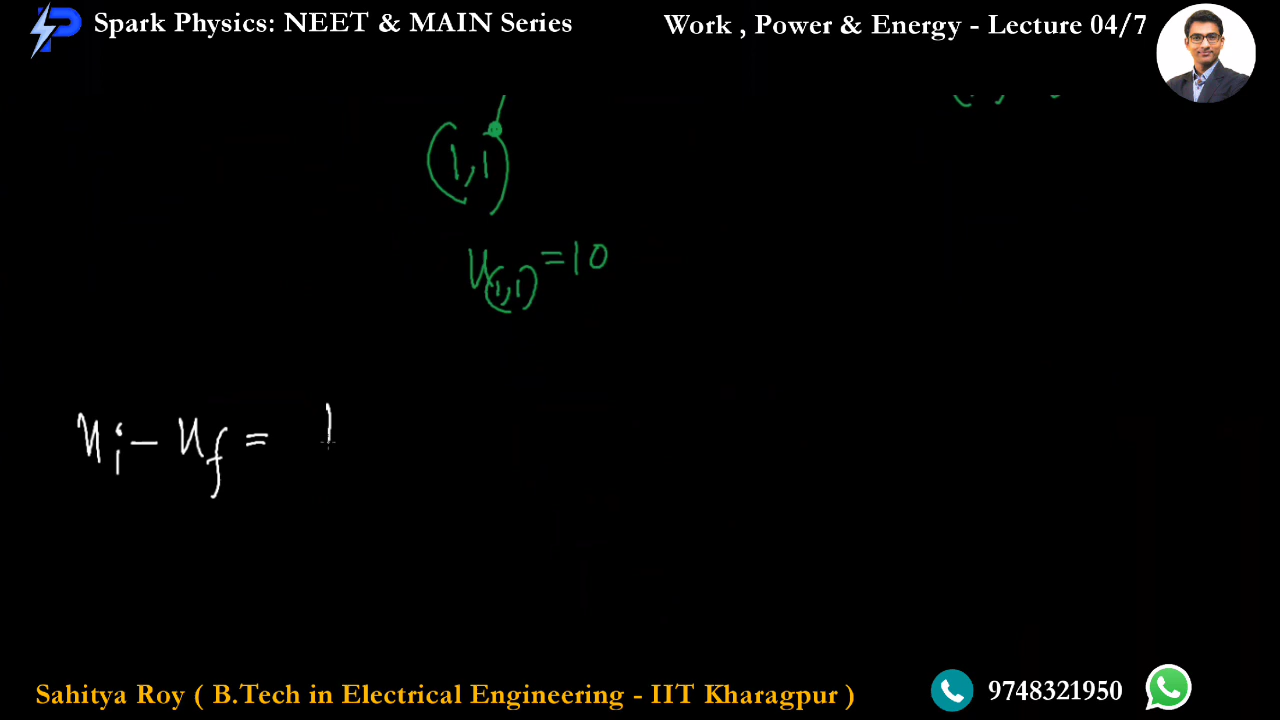 Spark Physics: NEET & MAIN Series
Work , Power & Energy - Lecture 04/7
(1,1)
u(1,1) = 10
ui - uf =
Sahitya Roy ( B.Tech in Electrical Engineering - IIT Kharagpur )
9748321950